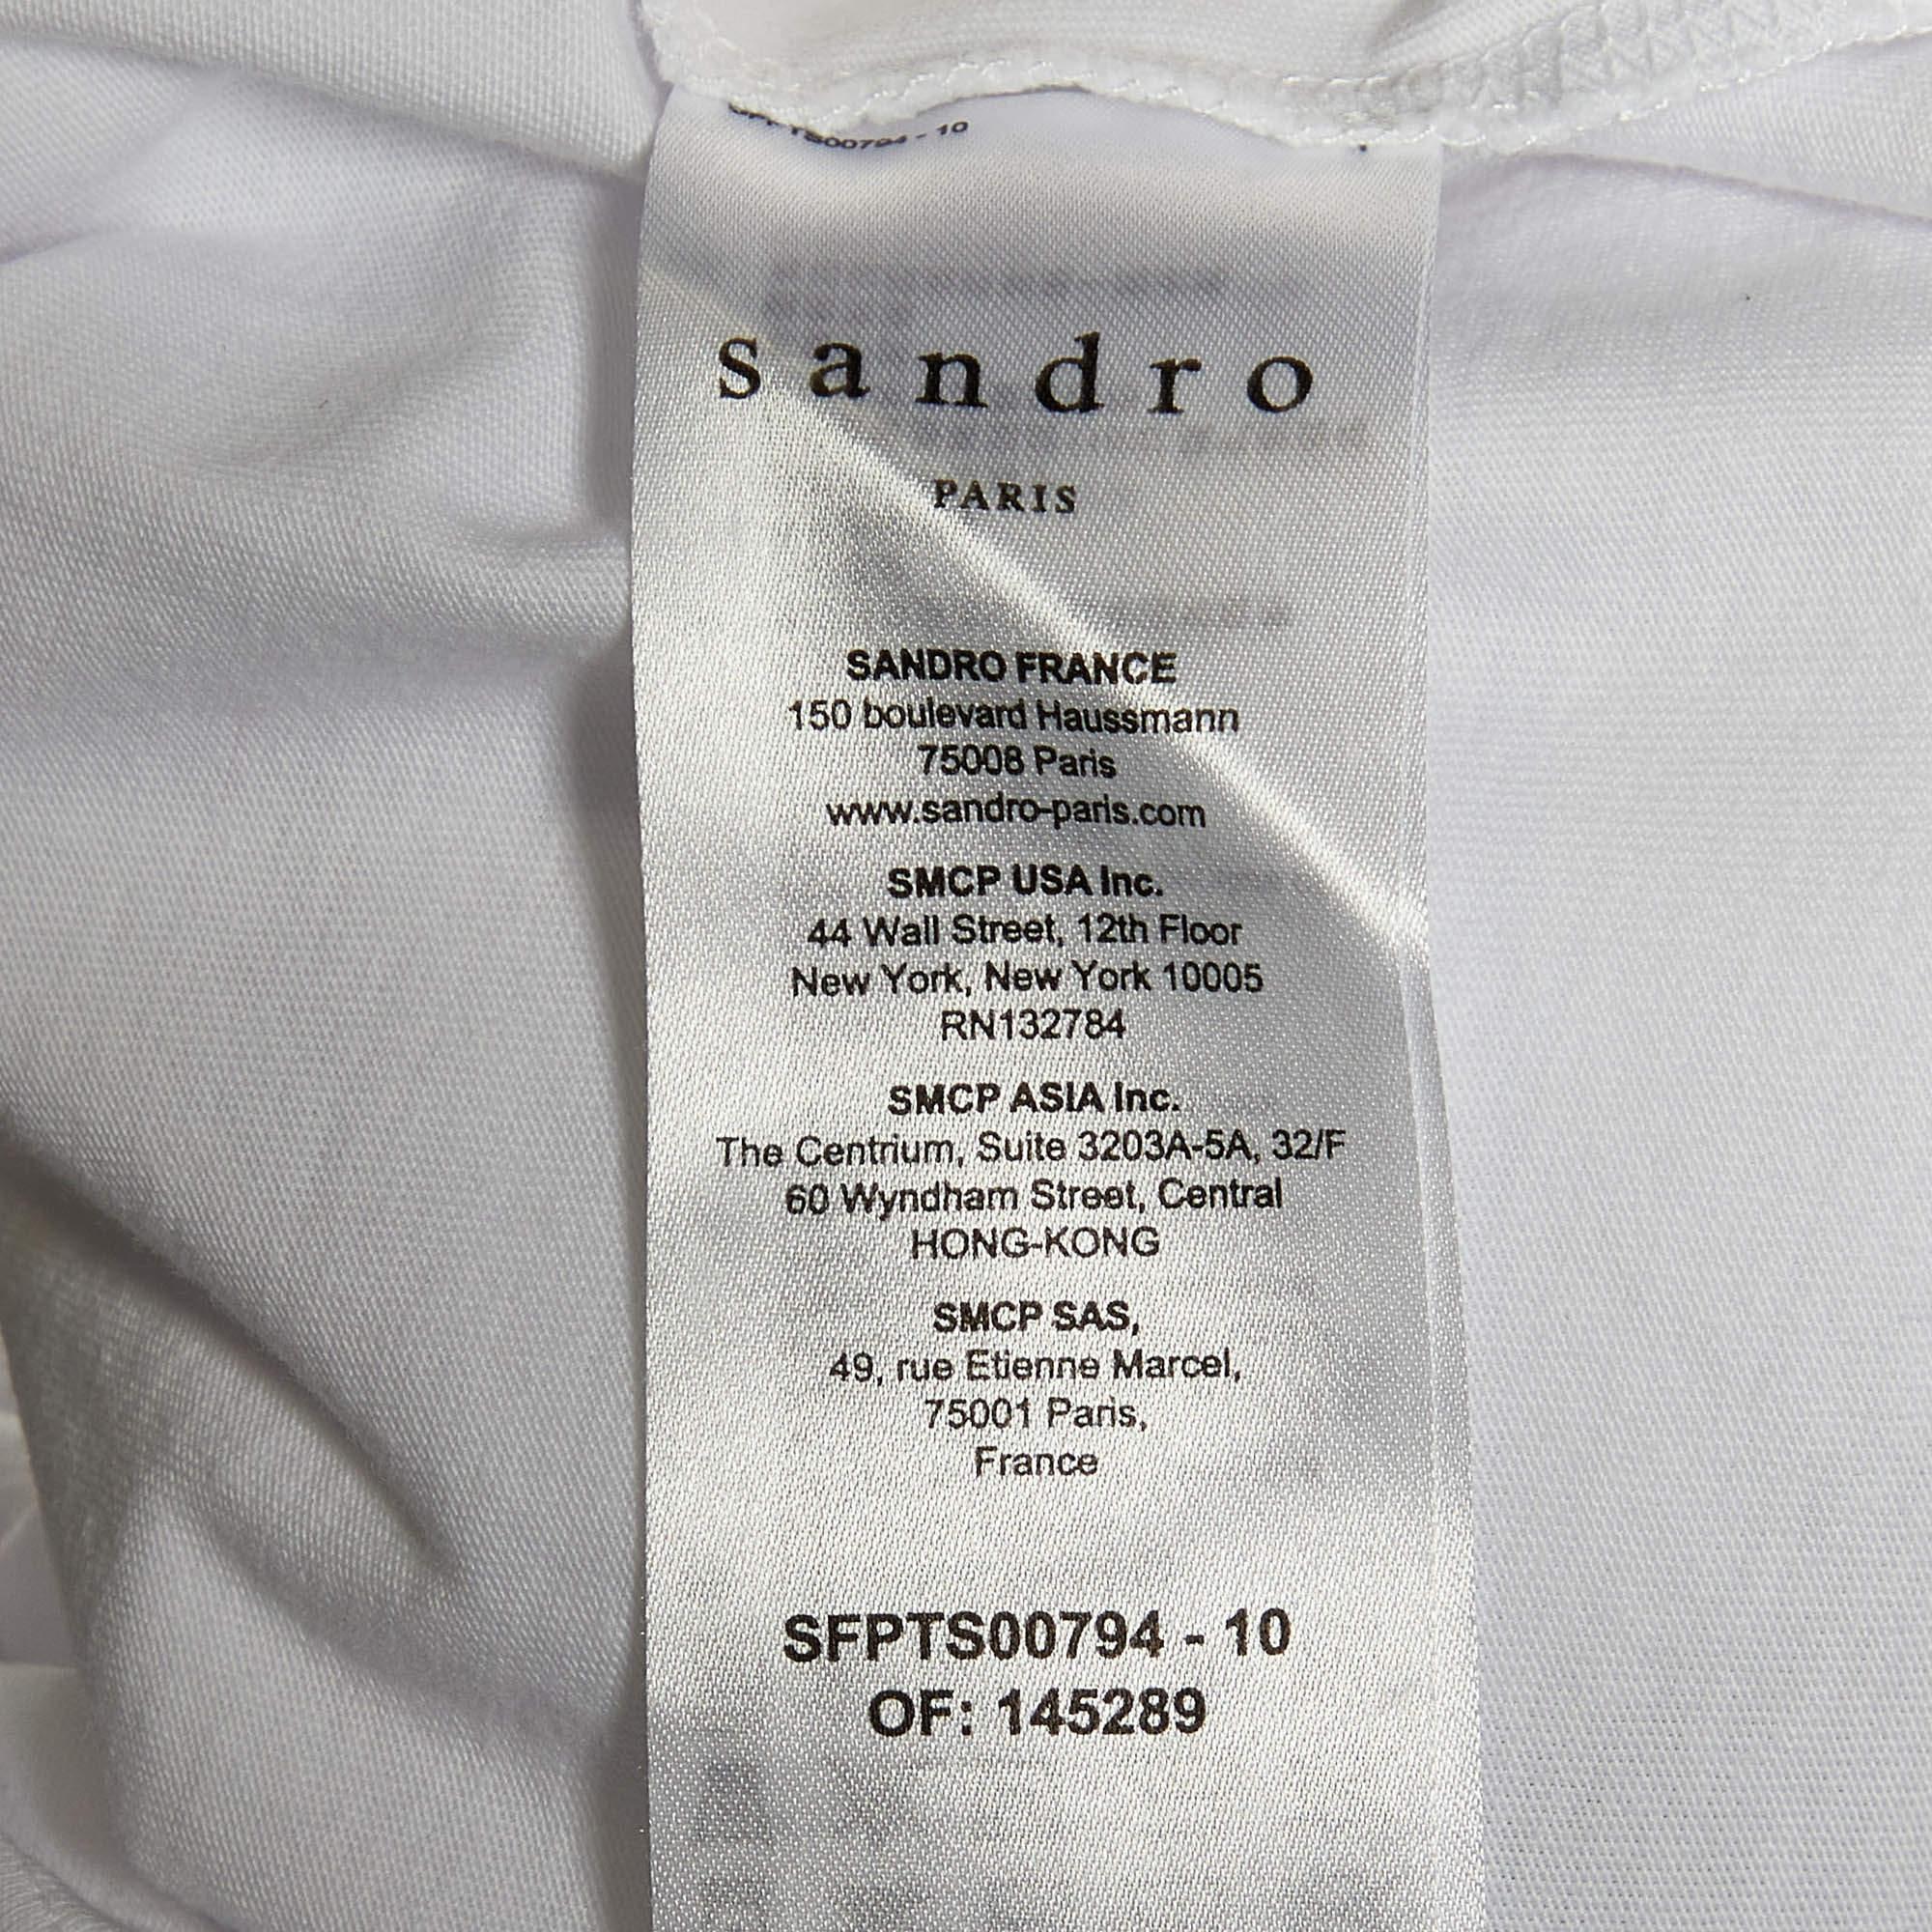 SFPTS00794 - 10
sandro
PARIS
SANDRO FRANCE
150 boulevard Haussmann
75008 Paris
www.sandro-paris.com
SMCP USA Inc.
44 Wall Street, 12th Floor
New York, New York 10005
RN132784
SMCP ASIA Inc.
The Centrium, Suite 3203A-5A, 32/F
60 Wyndham Street, Central
HONG-KONG
SMCP SAS,
49, rue Etienne Marcel,
75001 Paris,
France
SFPTS00794 - 10
OF: 145289